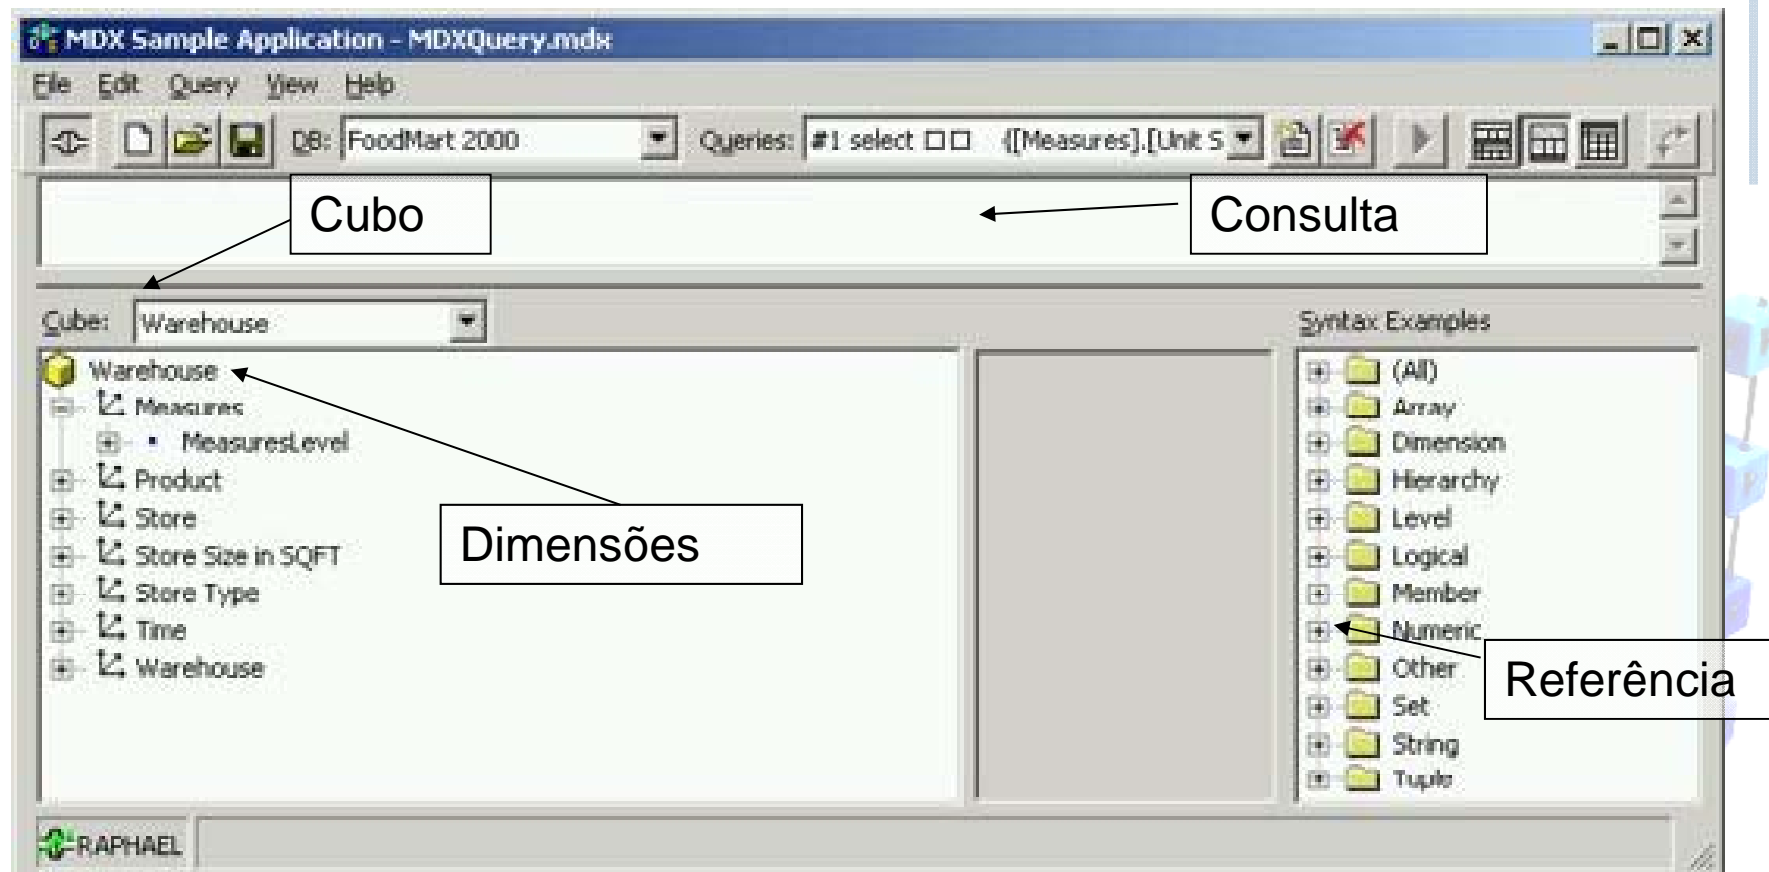 MDX Sample Application - MDXQuery.mdx
File Edit Query View Help
DB: FoodMart 2000 Queries: #1 select □□ {[Measures].[Unit S
Cubo
Consulta
Cube: Warehouse
Syntax Examples
Warehouse
Measures
MeasuresLevel
Product
Store
Store Size in SQFT
Store Type
Time
Warehouse
Dimensões
(All)
Array
Dimension
Hierarchy
Level
Logical
Member
Numeric
Other
Set
String
Tuple
Referência
RAPHAEL